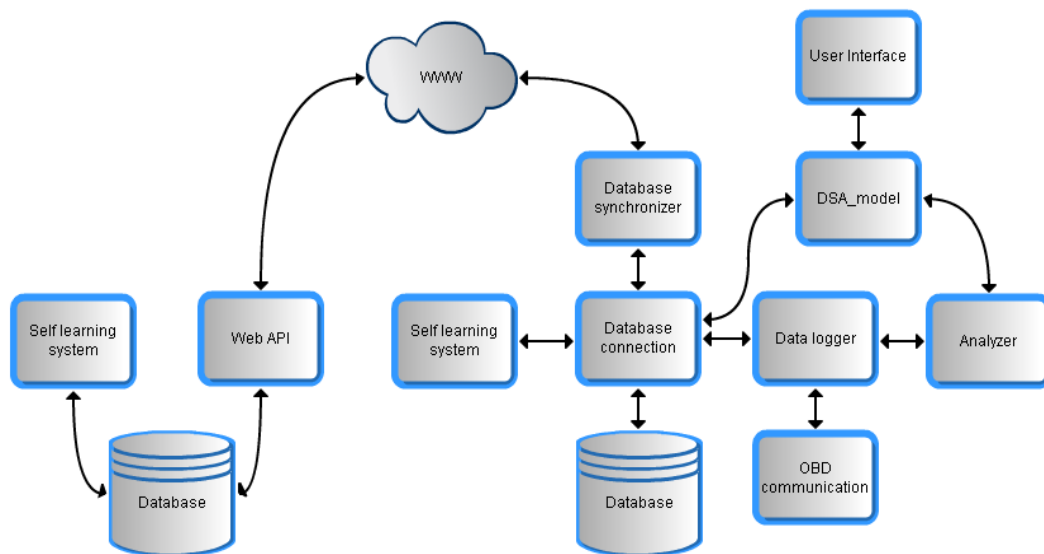 WWW
User Interface
Database
synchronizer
DSA_model
Self learning
system
Web API
Self learning
system
Database
connection
Data logger
Analyzer
Database
Database
OBD
communication